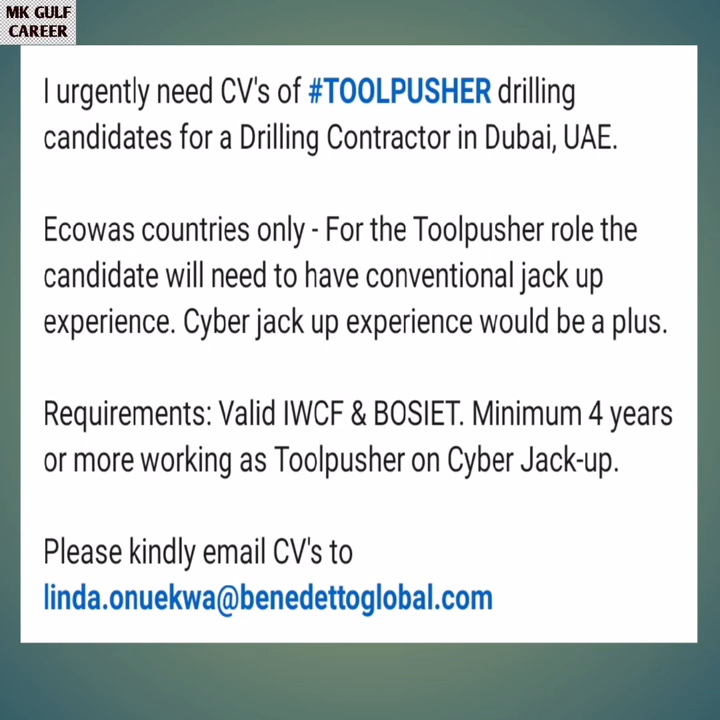 MK GULF
CAREER
I urgently need CV's of #TOOLPUSHER drilling
candidates for a Drilling Contractor in Dubai, UAE.
Ecowas countries only - For the Toolpusher role the
candidate will need to have conventional jack up
experience. Cyber jack up experience would be a plus.
Requirements: Valid IWCF & BOSIET. Minimum 4 years
or more working as Toolpusher on Cyber Jack-up.
Please kindly email CV's to
linda.onuekwa@benedettoglobal.com